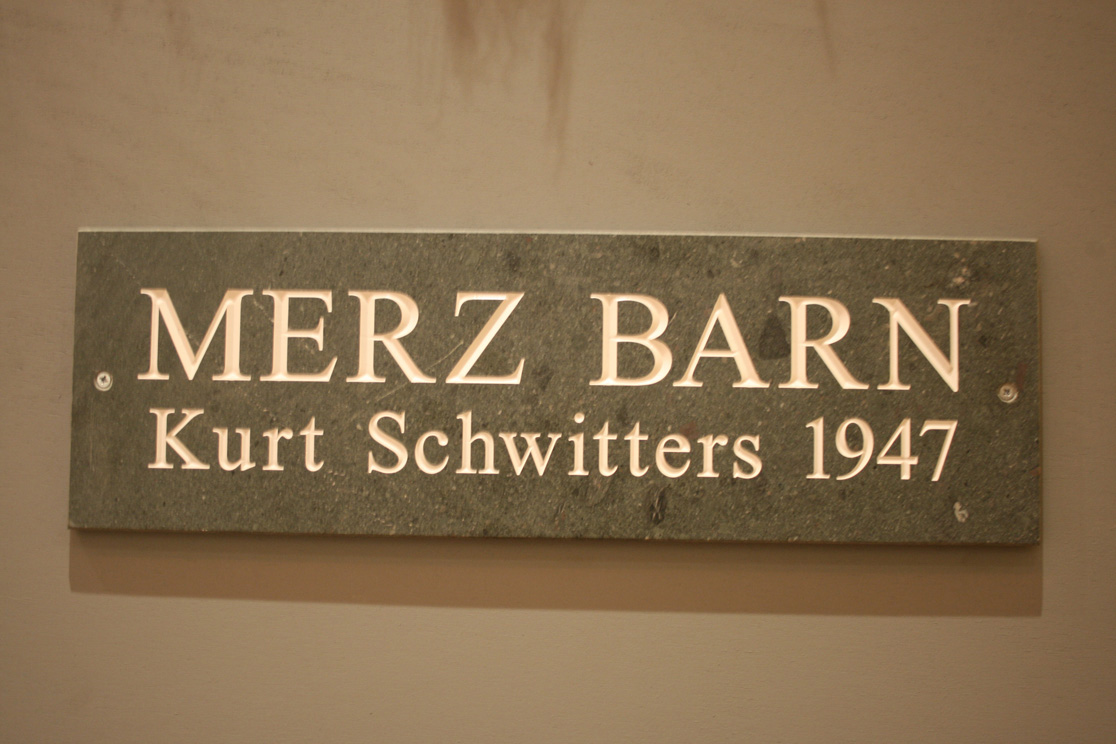 MERZ BARN
Kurt Schwitters 1947